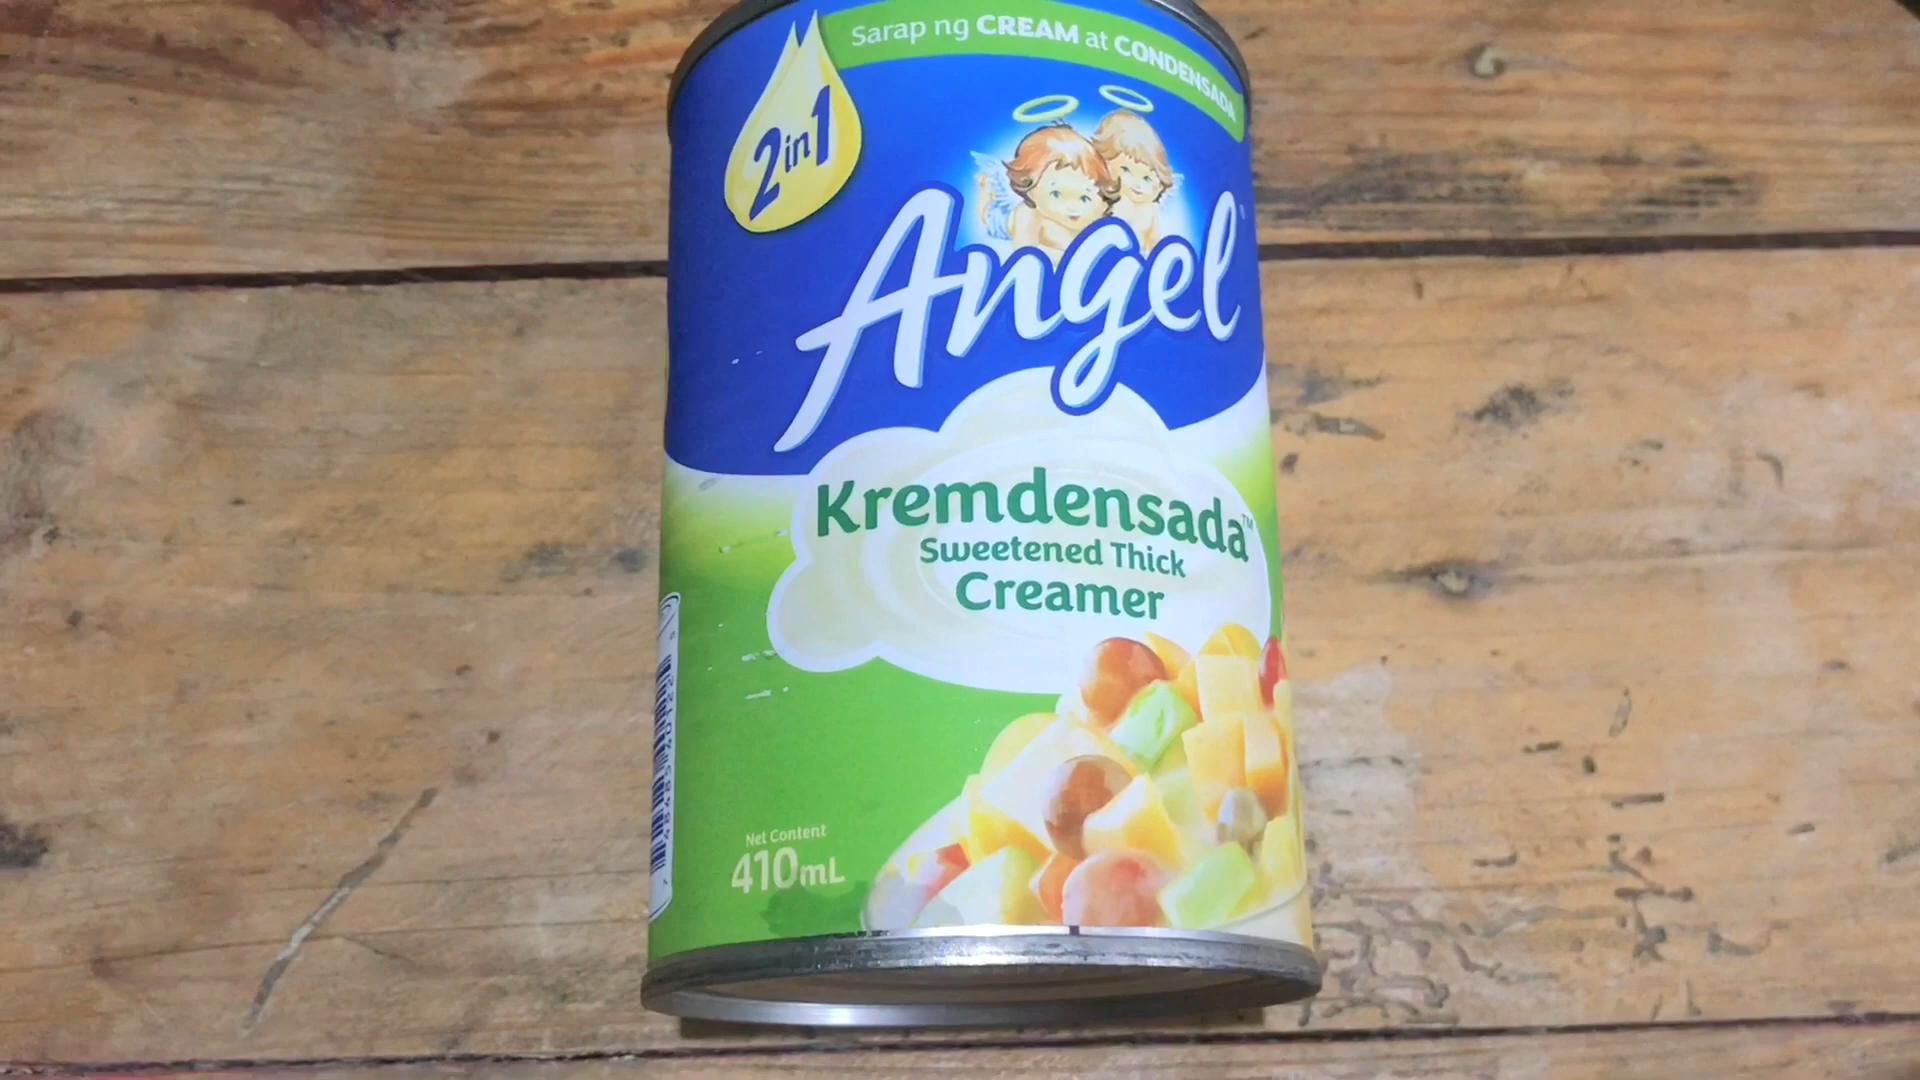 Sarap ng CREAM at CONDENSADA
2in1
Angel
Kremdensada™
Sweetened Thick
Creamer
Net Content
410mL